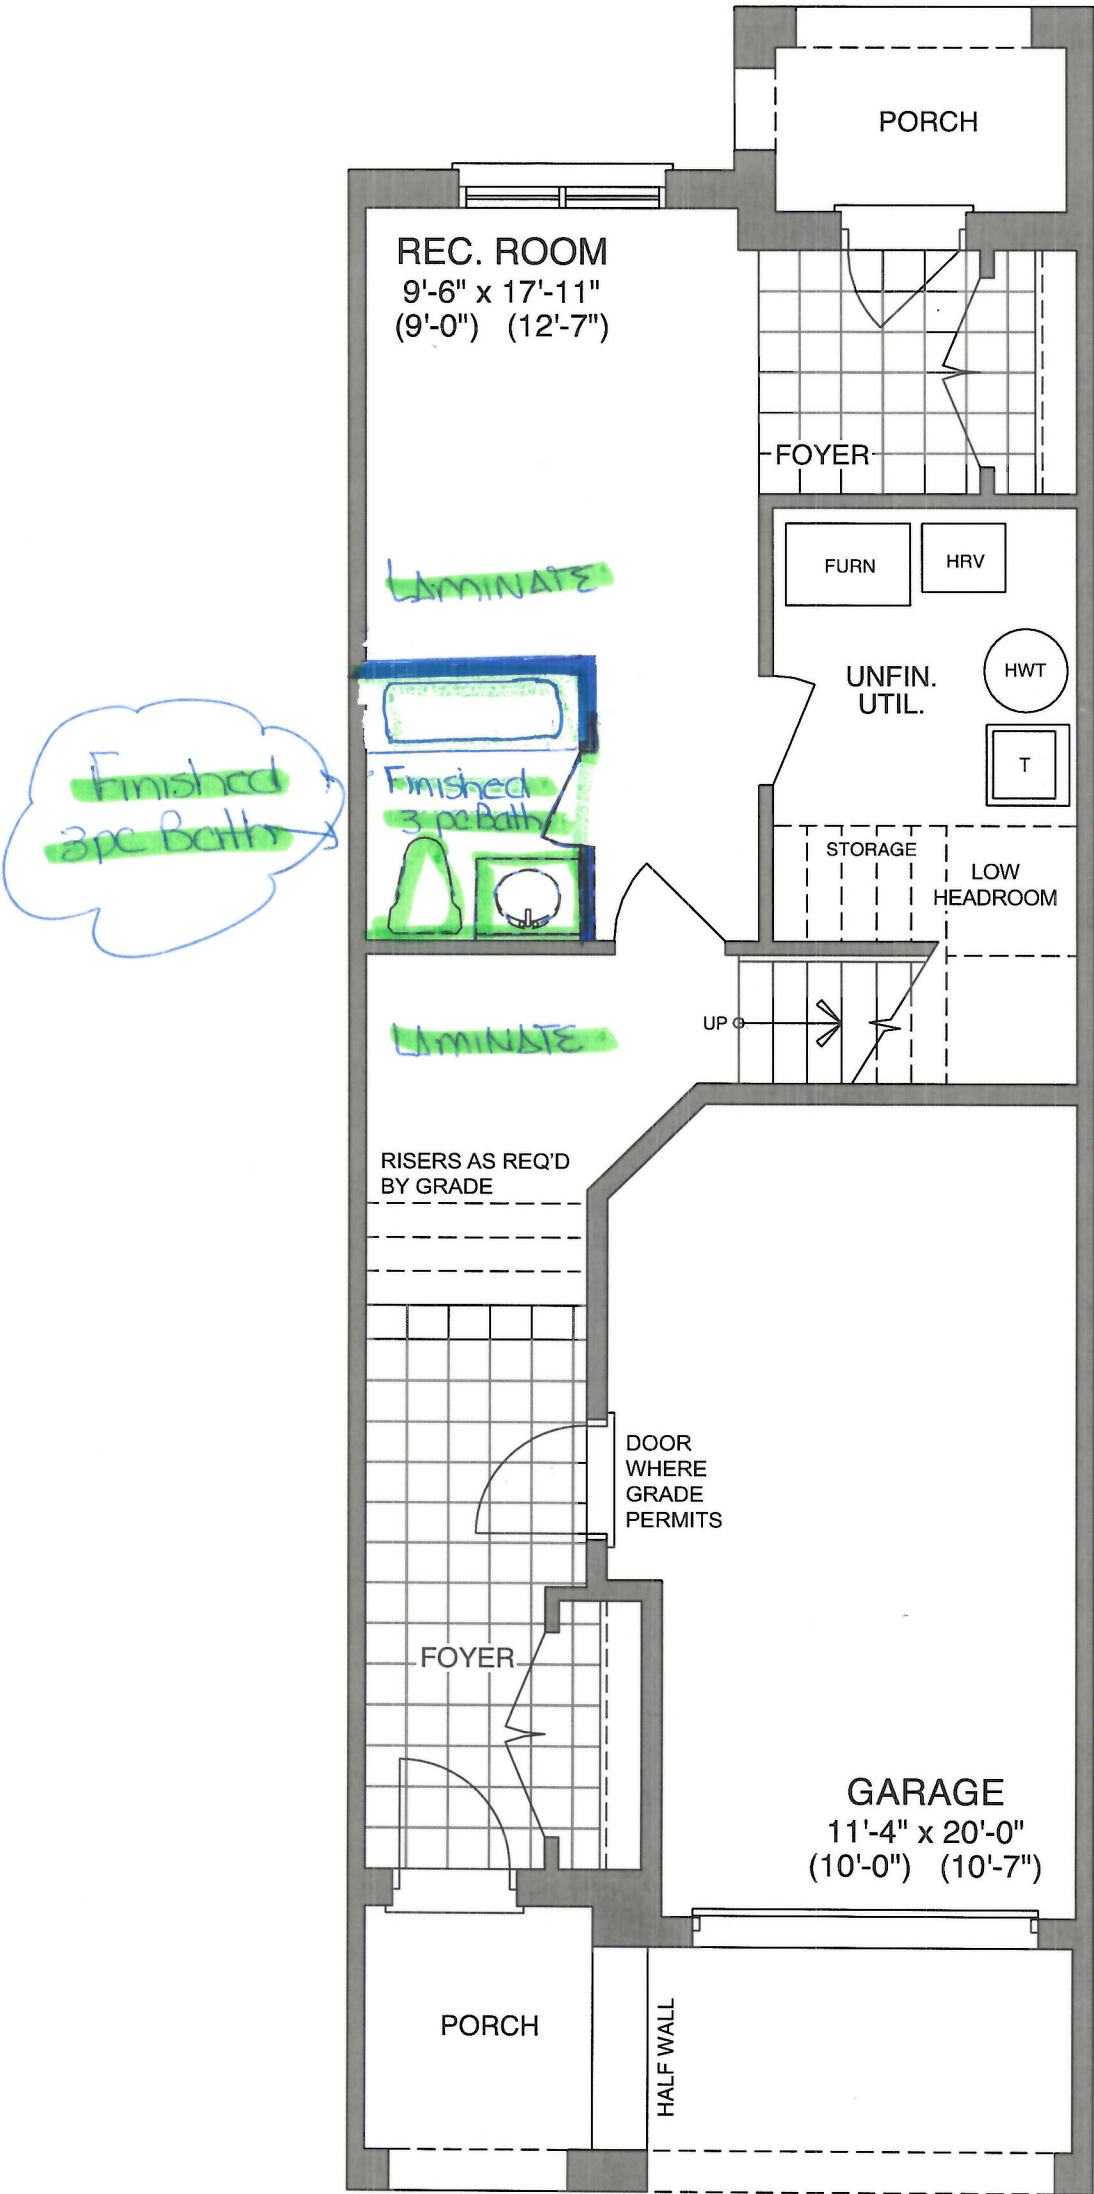 PORCH
REC. ROOM
9'-6" x 17'-11"
(9'-0") (12'-7")
FOYER
LAMINATE
FURN
HRV
UNFIN.
UTIL.
HWT
T
Finished
3pc Bath
Finished
3pc Bath
STORAGE
LOW
HEADROOM
UP
LAMINATE
RISERS AS REQ'D
BY GRADE
DOOR
WHERE
GRADE
PERMITS
FOYER
GARAGE
11'-4" x 20'-0"
(10'-0") (10'-7")
PORCH
HALF WALL